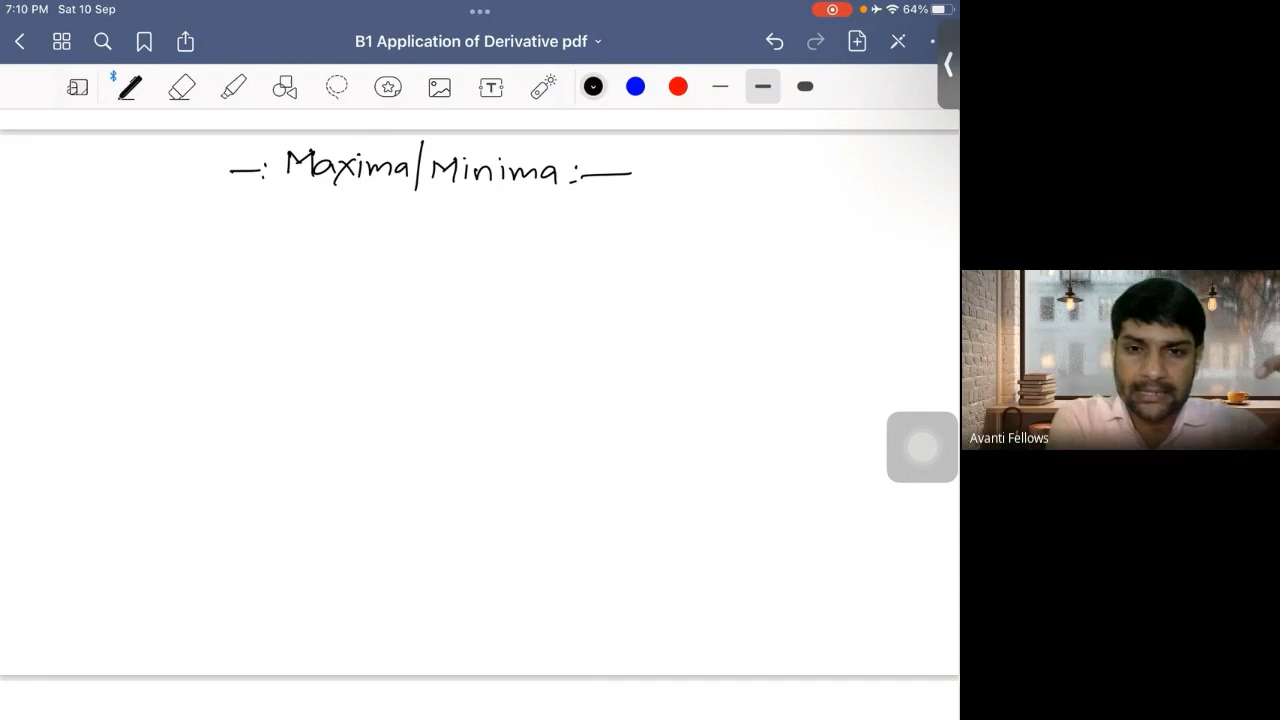 7:10 PM Sat 10 Sep
64%
B1 Application of Derivative pdf
T
—: Maxima/Minima :—
Avanti Fellows